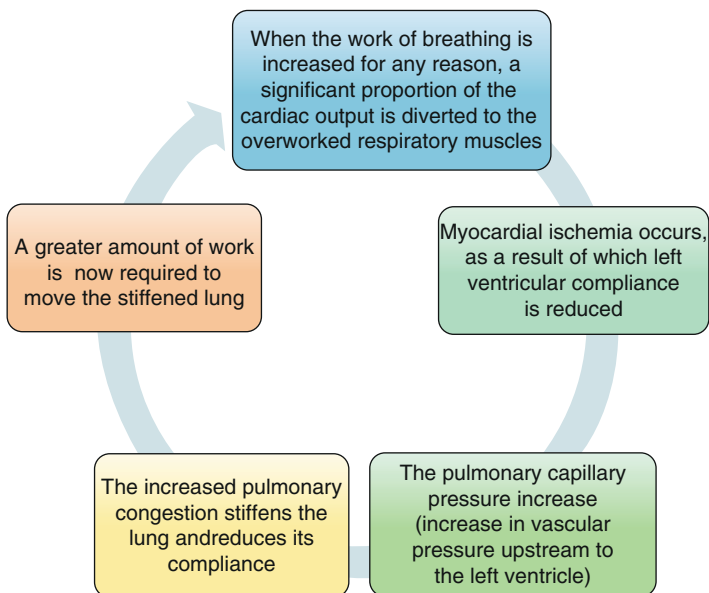 When the work of breathing is
increased for any reason, a
significant proportion of the
cardiac output is diverted to the
overworked respiratory muscles
Myocardial ischemia occurs,
as a result of which left
ventricular compliance
is reduced
The pulmonary capillary
pressure increase
(increase in vascular
pressure upstream to
the left ventricle)
The increased pulmonary
congestion stiffens the
lung andreduces its
compliance
A greater amount of work
is now required to
move the stiffened lung